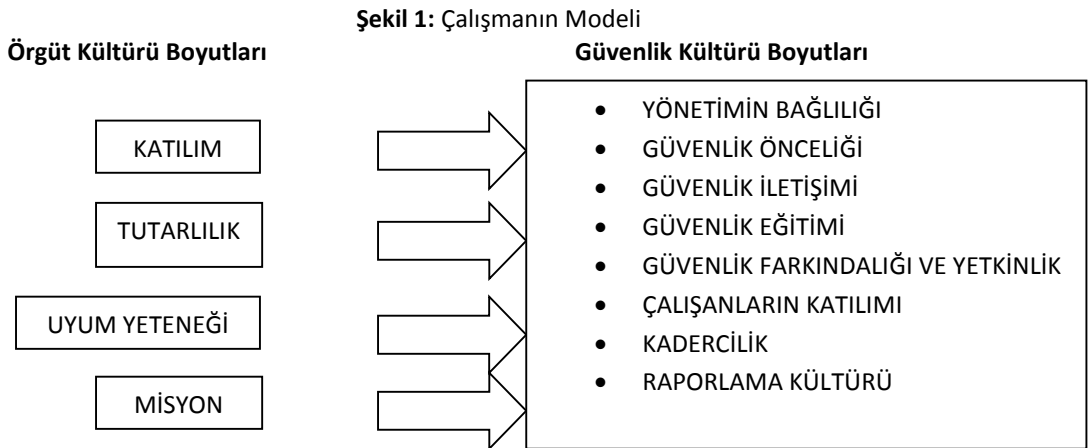 Şekil 1: Çalışmanın Modeli
Örgüt Kültürü Boyutları
Güvenlik Kültürü Boyutları
KATILIM
TUTARLILIK
UYUM YETENEĞİ
MİSYON
• YÖNETİMİN BAĞLILIĞI
• GÜVENLİK ÖNCELİĞİ
• GÜVENLİK İLETİŞİMİ
• GÜVENLİK EĞİTİMİ
• GÜVENLİK FARKINDALIĞI VE YETKİNLİK
• ÇALIŞANLARIN KATILIMI
• KADERCİLİK
• RAPORLAMA KÜLTÜRÜ